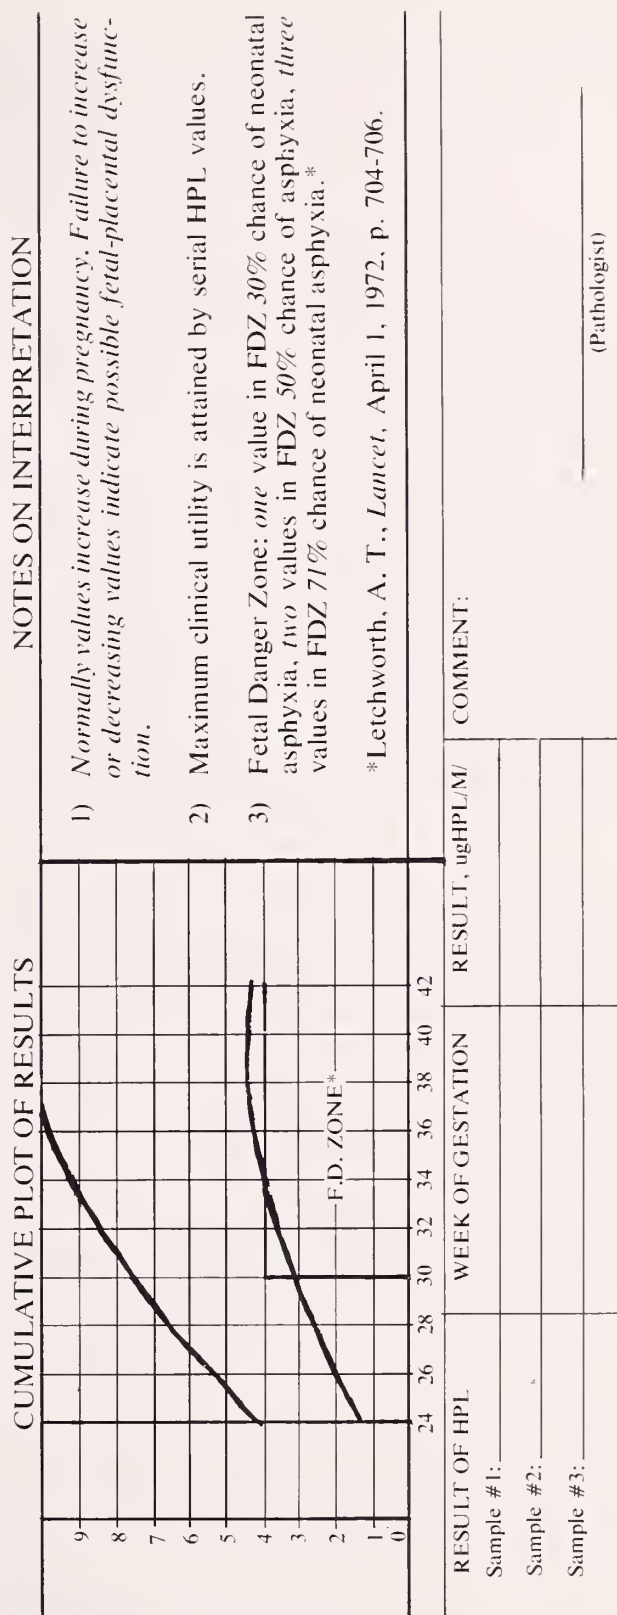 CUMULATIVE PLOT OF RESULTS
9
8
7
6
5
4
3
2
1
0
F.D. ZONE*
24 26 28 30 32 34 36 38 40 42
NOTES ON INTERPRETATION
1) Normally values increase during pregnancy. Failure to increase
or decreasing values indicate possible fetal-placental dysfunc-
tion.
2) Maximum clinical utility is attained by serial HPL values.
3) Fetal Danger Zone: one value in FDZ 30% chance of neonatal
asphyxia, two values in FDZ 50% chance of asphyxia, three
values in FDZ 71% chance of neonatal asphyxia.*
*Letchworth, A. T., Lancet, April 1, 1972, p. 704-706.
RESULT OF HPL WEEK OF GESTATION RESULT, ugHPL/M/ COMMENT:
Sample #1:
Sample #2:
Sample #3:
(Pathologist)